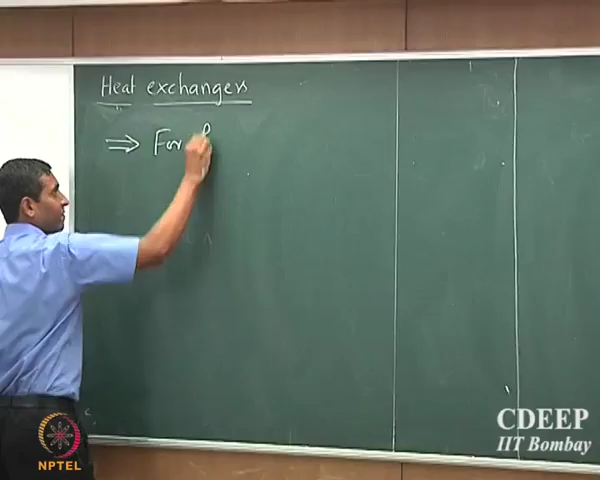 Heat exchangers
⇒ For
CDEEP
IIT Bombay
NPTEL